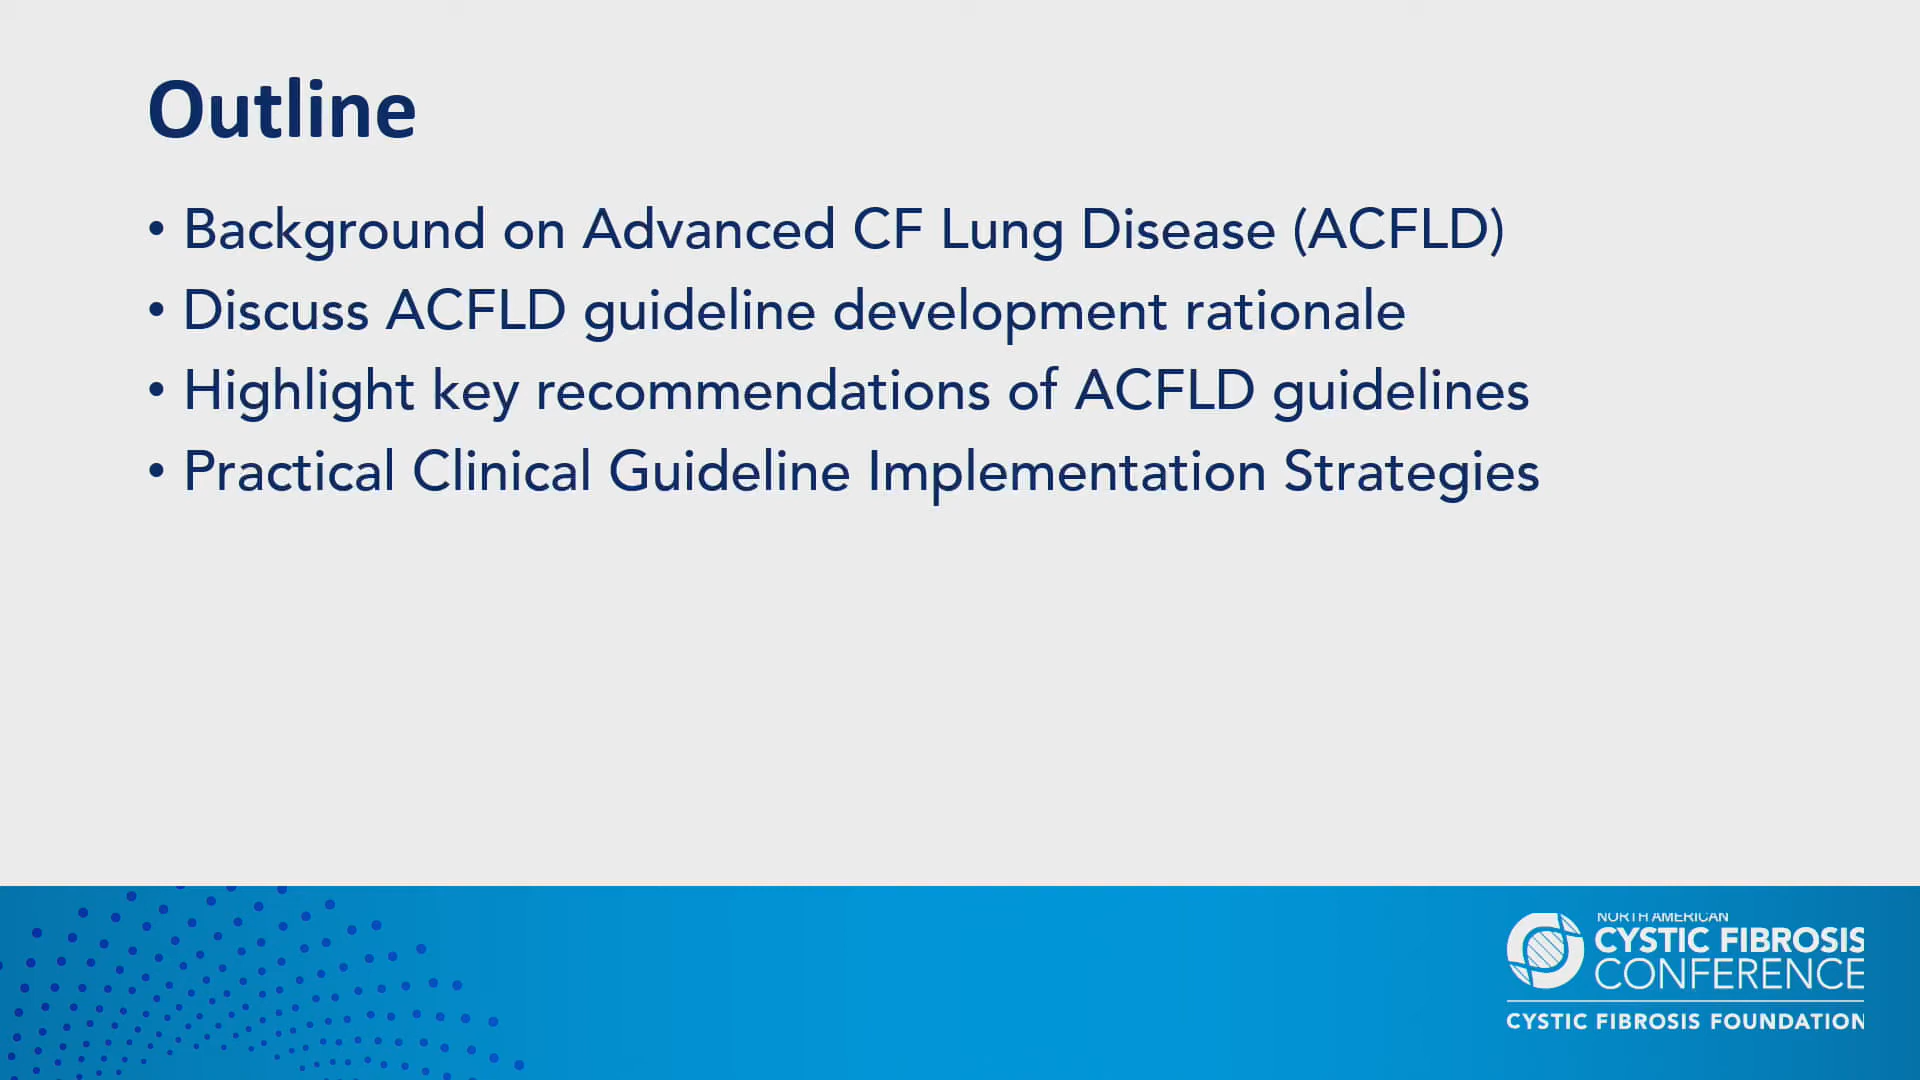 Outline
• Background on Advanced CF Lung Disease (ACFLD)
• Discuss ACFLD guideline development rationale
• Highlight key recommendations of ACFLD guidelines
• Practical Clinical Guideline Implementation Strategies
NORTH AMERICAN
CYSTIC FIBROSIS
CONFERENCE
CYSTIC FIBROSIS FOUNDATION